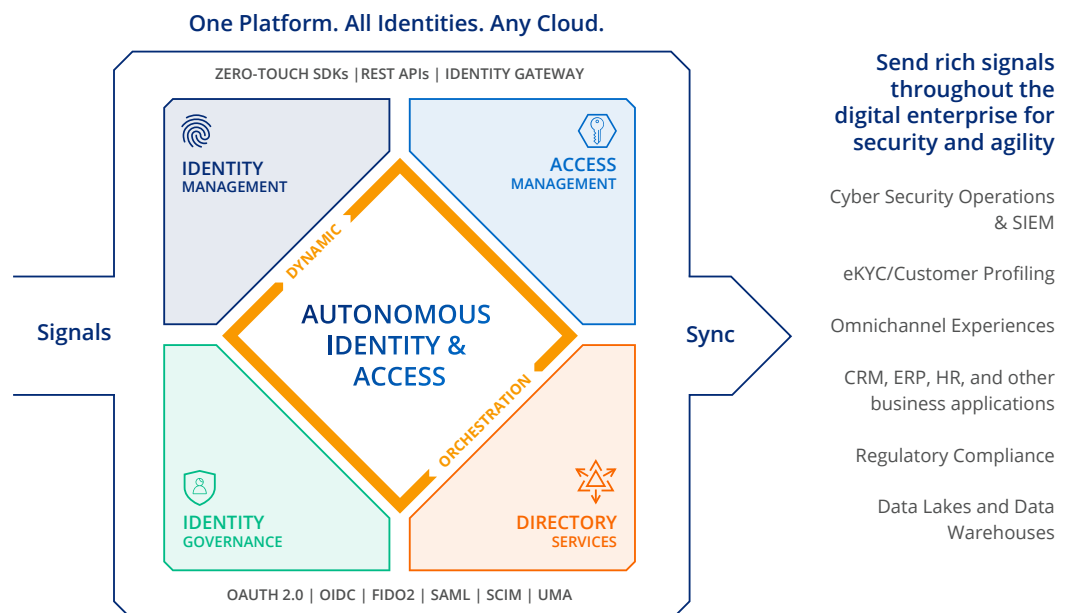 One Platform. All Identities. Any Cloud.
ZERO-TOUCH SDKs | REST APIs | IDENTITY GATEWAY
IDENTITY
MANAGEMENT
ACCESS
MANAGEMENT
DYNAMIC
Signals
AUTONOMOUS
IDENTITY &
ACCESS
Sync
ORCHESTRATION
IDENTITY
GOVERNANCE
DIRECTORY
SERVICES
OAUTH 2.0 | OIDC | FIDO2 | SAML | SCIM | UMA
Send rich signals
throughout the
digital enterprise for
security and agility
Cyber Security Operations
& SIEM
eKYC/Customer Profiling
Omnichannel Experiences
CRM, ERP, HR, and other
business applications
Regulatory Compliance
Data Lakes and Data
Warehouses